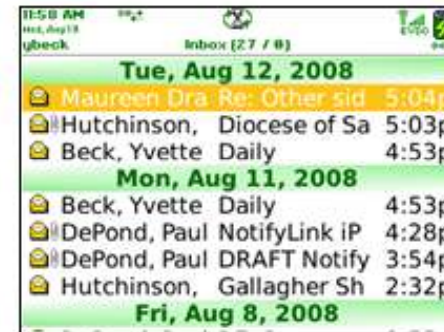 11:58 AM
Wed, Aug 13
ybeck Inbox (27 / 0)
Tue, Aug 12, 2008
Maureen Dra Re: Other sid 5:04p
Hutchinson, Diocese of Sa 5:03p
Beck, Yvette Daily 4:53p
Mon, Aug 11, 2008
Beck, Yvette Daily 4:53p
DePond, Paul NotifyLink iP 4:28p
DePond, Paul DRAFT Notify 3:54p
Hutchinson, Gallagher Sh 2:32p
Fri, Aug 8, 2008